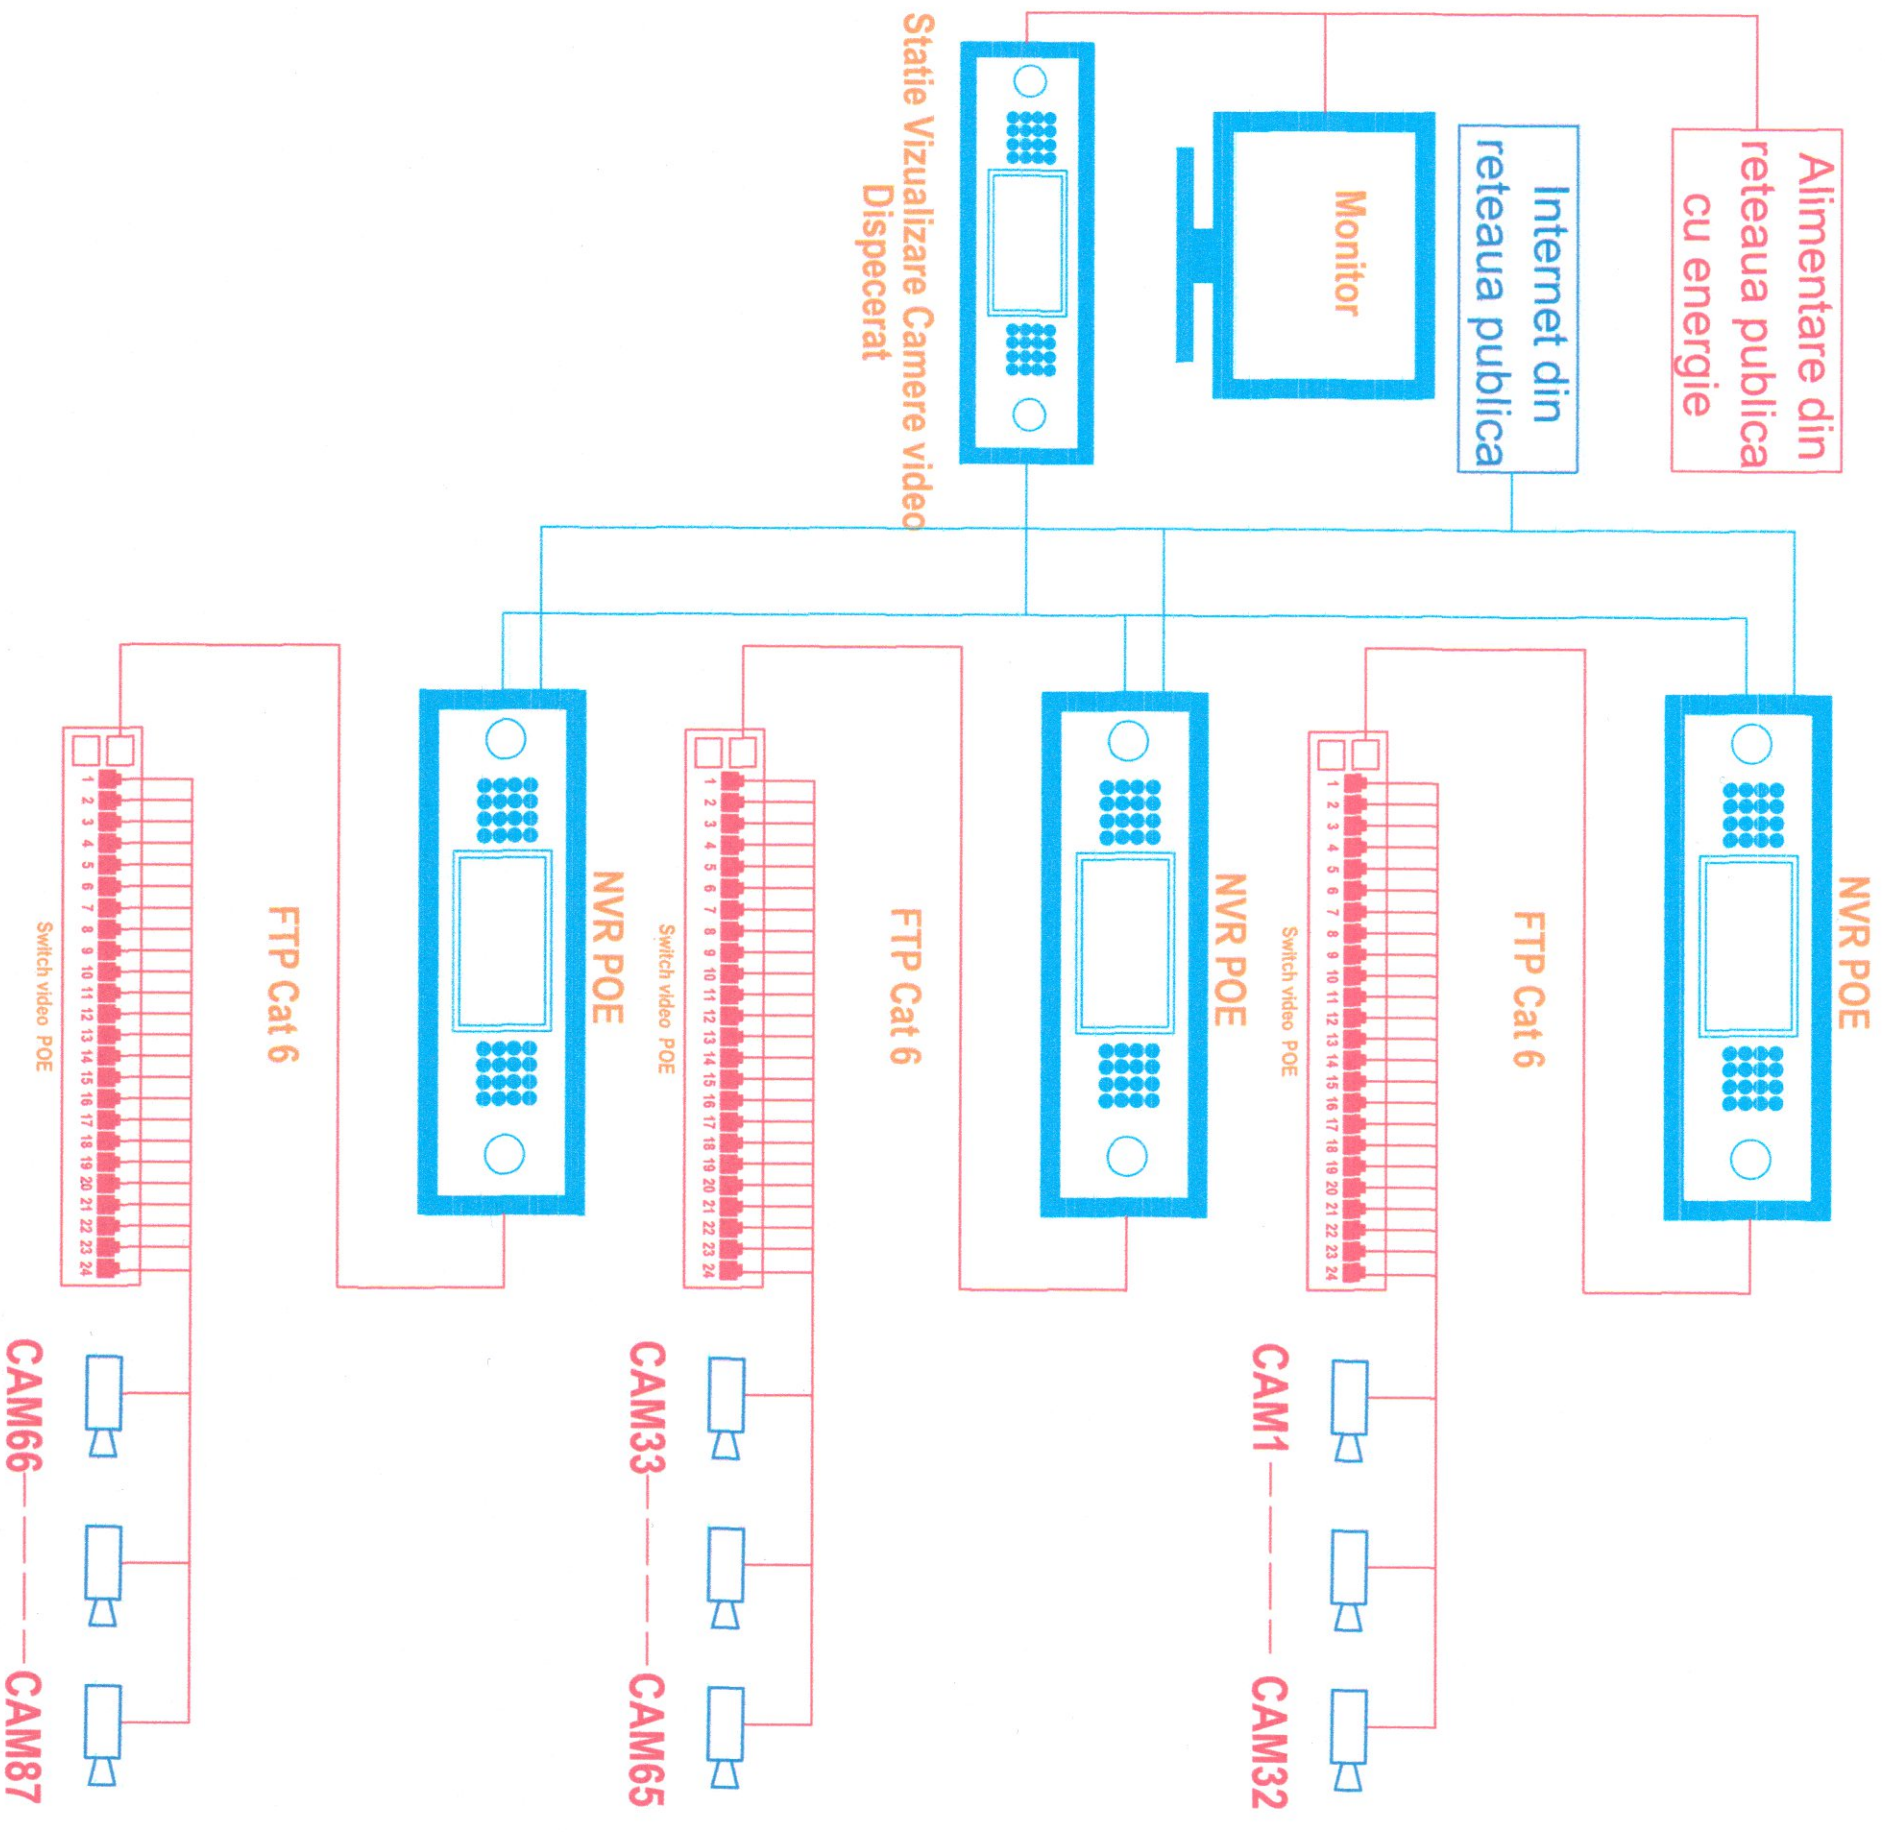 Alimentare din
reteaua publica
cu energie
Internet din
reteaua publica
Monitor
Statie Vizualizare Camere video
Dispecerat
NVR POE
FTP Cat 6
1 2 3 4 5 6 7 8 9 10 11 12 13 14 15 16 17 18 19 20 21 22 23 24
Switch video POE
CAM1 — — — — — CAM32
NVR POE
FTP Cat 6
1 2 3 4 5 6 7 8 9 10 11 12 13 14 15 16 17 18 19 20 21 22 23 24
Switch video POE
CAM33 — — — — — CAM65
NVR POE
FTP Cat 6
1 2 3 4 5 6 7 8 9 10 11 12 13 14 15 16 17 18 19 20 21 22 23 24
Switch video POE
CAM66 — — — — — CAM87